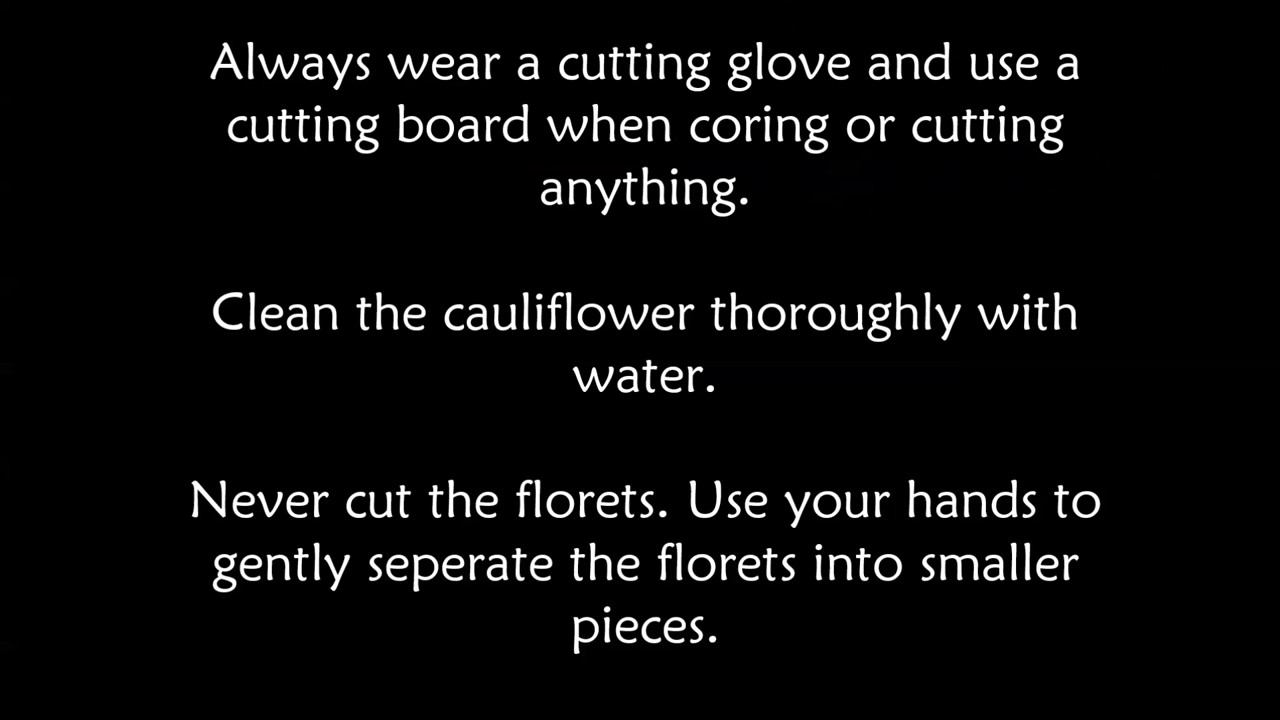 Always wear a cutting glove and use a
cutting board when coring or cutting
anything.
Clean the cauliflower thoroughly with
water.
Never cut the florets. Use your hands to
gently seperate the florets into smaller
pieces.